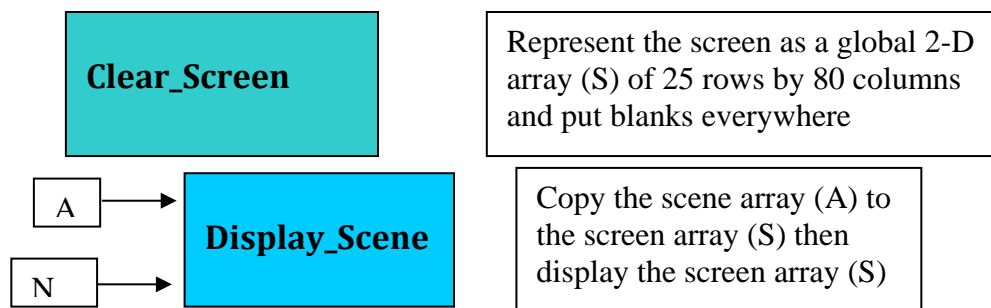 Clear_Screen
Represent the screen as a global 2-D
array (S) of 25 rows by 80 columns
and put blanks everywhere
A
N
Display_Scene
Copy the scene array (A) to
the screen array (S) then
display the screen array (S)